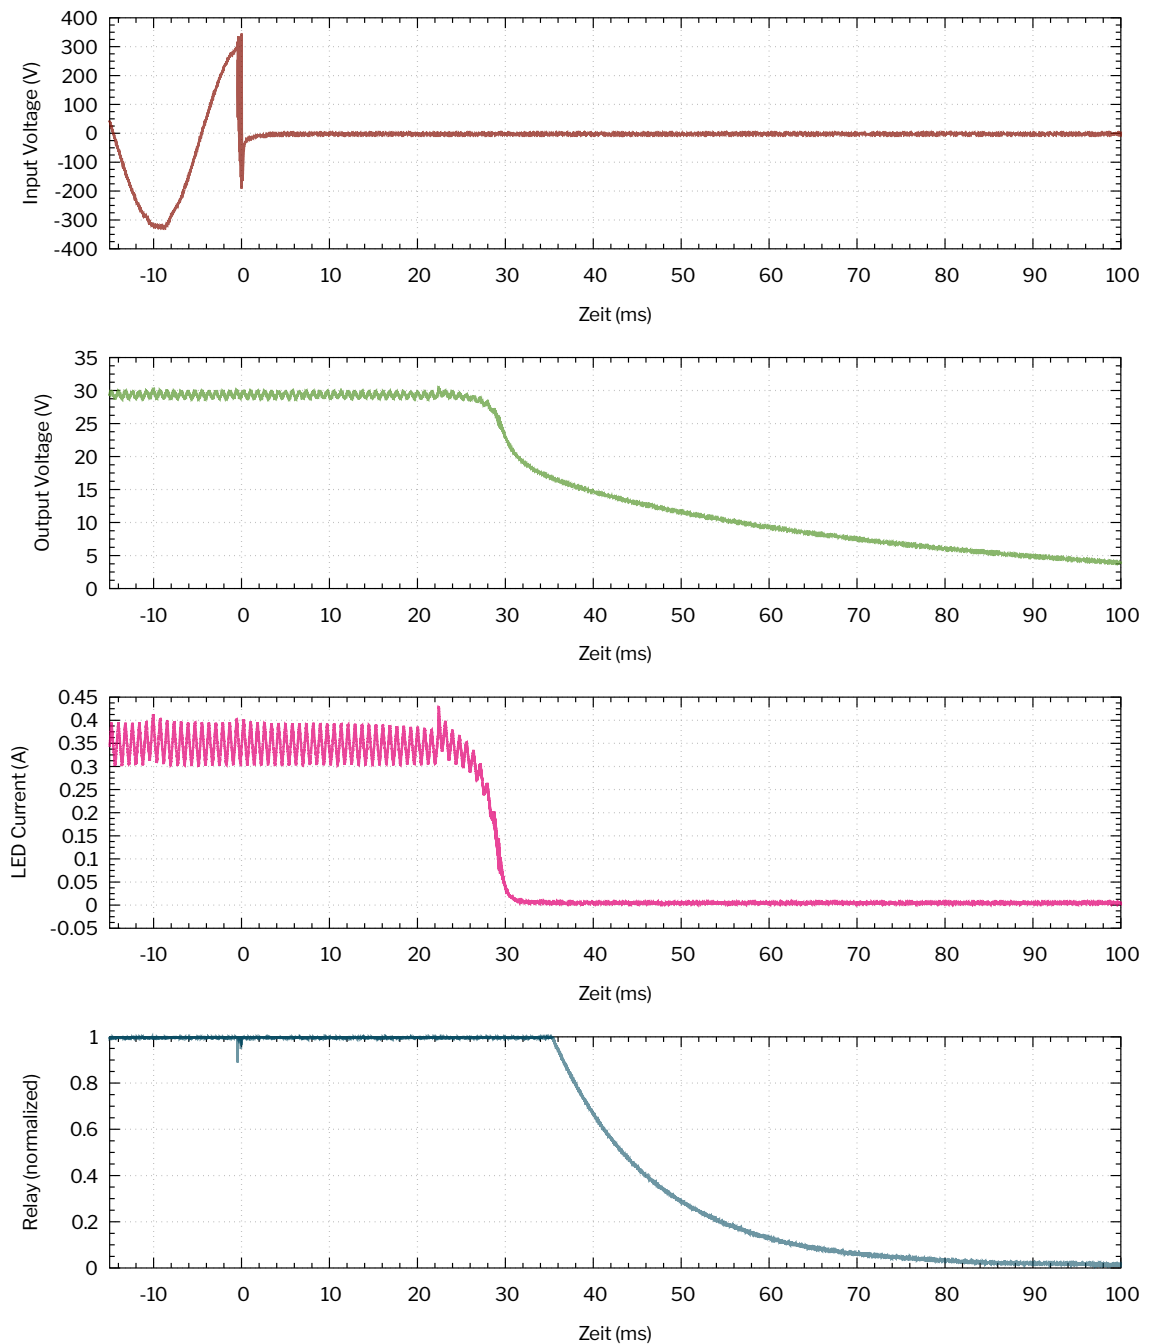 Input Voltage (V)
400
300
200
100
0
-100
-200
-300
-400
-10 0 10 20 30 40 50 60 70 80 90 100
Zeit (ms)
Output Voltage (V)
35
30
25
20
15
10
5
0
-10 0 10 20 30 40 50 60 70 80 90 100
Zeit (ms)
LED Current (A)
0.45
0.4
0.35
0.3
0.25
0.2
0.15
0.1
0.05
0
-0.05
-10 0 10 20 30 40 50 60 70 80 90 100
Zeit (ms)
Relay (normalized)
1
0.8
0.6
0.4
0.2
0
-10 0 10 20 30 40 50 60 70 80 90 100
Zeit (ms)